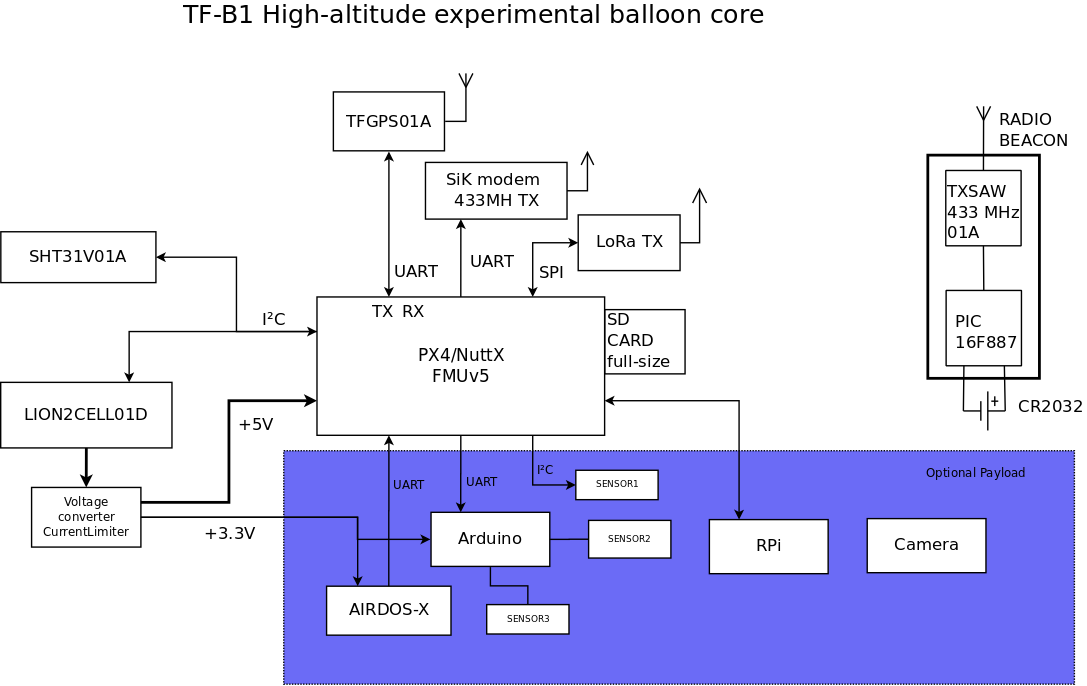 TF-B1 High-altitude experimental balloon core
TFGPS01A
RADIO
BEACON
SiK modem
433MH TX
TXSAW
433 MHz
01A
LoRa TX
SHT31V01A
UART
UART
SPI
I²C
TX RX
SD
CARD
full-size
PX4/NuttX
FMUv5
PIC
16F887
+
CR2032
LION2CELL01D
+5V
Voltage
converter
CurrentLimiter
+3.3V
Optional Payload
UART
UART
I²C
SENSOR1
Arduino
SENSOR2
RPi
Camera
AIRDOS-X
SENSOR3